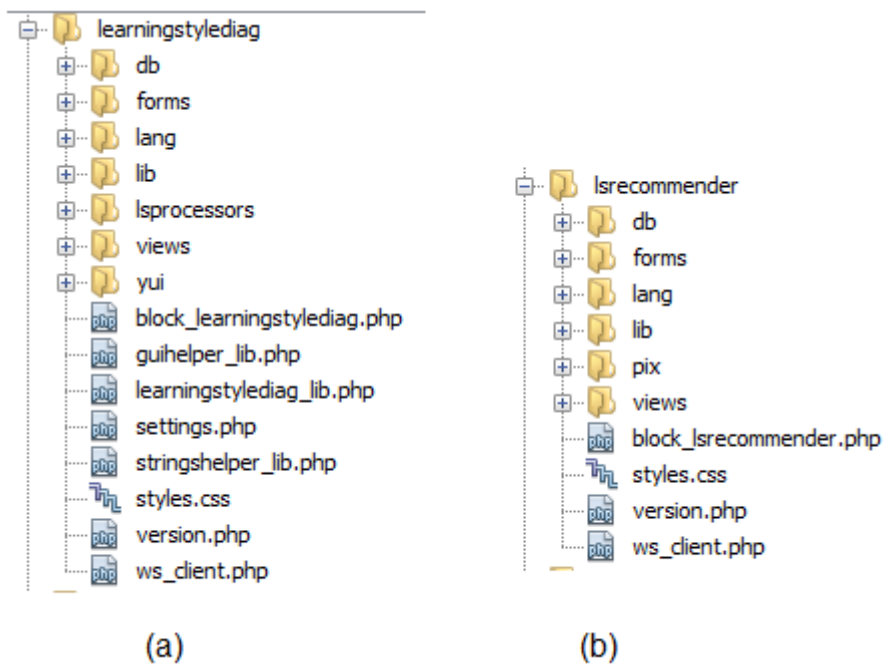 learningstylediag
db
forms
lang
lib
lsprocessors
views
yui
block_learningstylediag.php
guihelper_lib.php
learningstylediag_lib.php
settings.php
stringshelper_lib.php
styles.css
version.php
ws_client.php
(a)
lsrecommender
db
forms
lang
lib
pix
views
block_lsrecommender.php
styles.css
version.php
ws_client.php
(b)